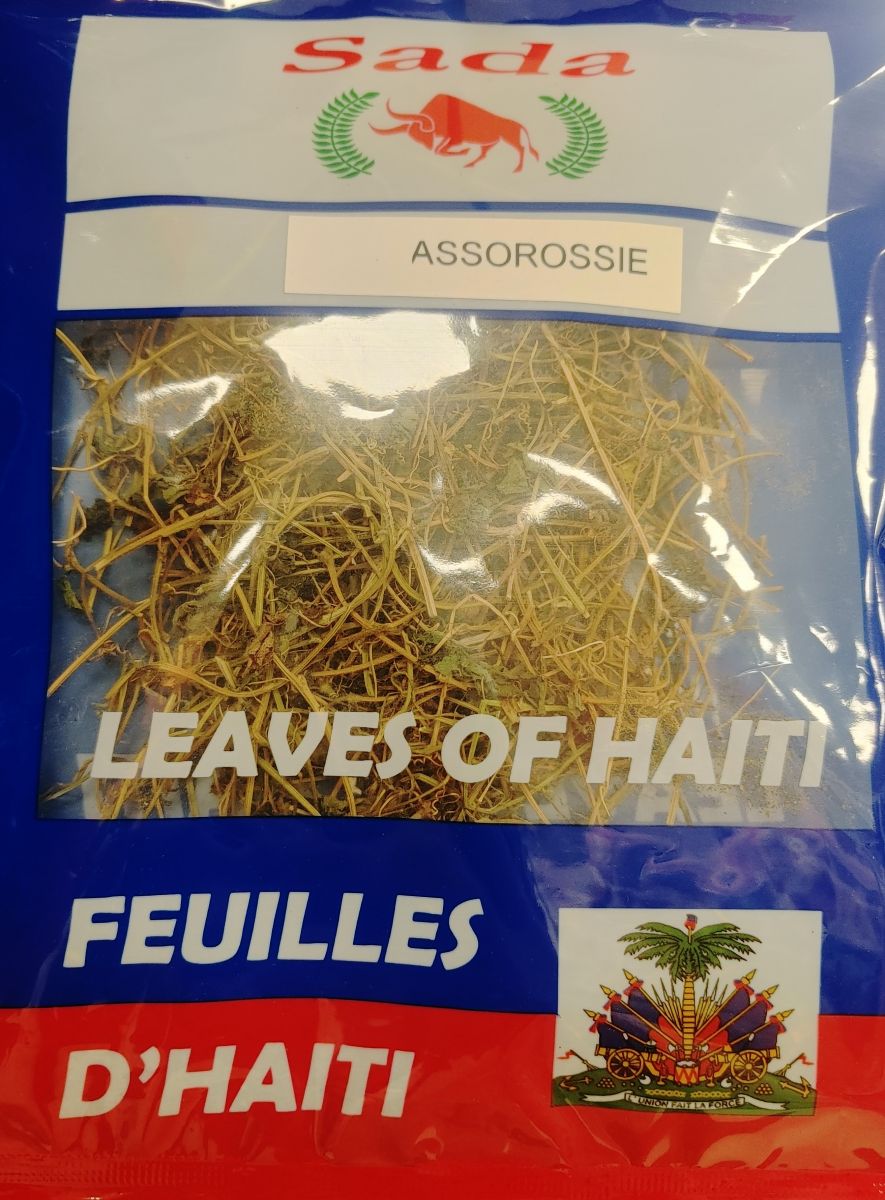 Sada
ASSOROSSIE
LEAVES OF HAITI
FEUILLES
D'HAITI
L'UNION FAIT LA FORCE